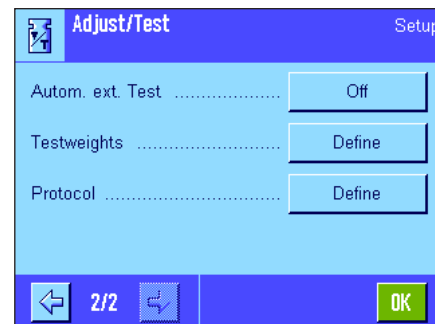 Adjust/Test Setup
Autom. ext. Test .................... Off
Testweights .......................... Define
Protocol ............................... Define
2/2 OK